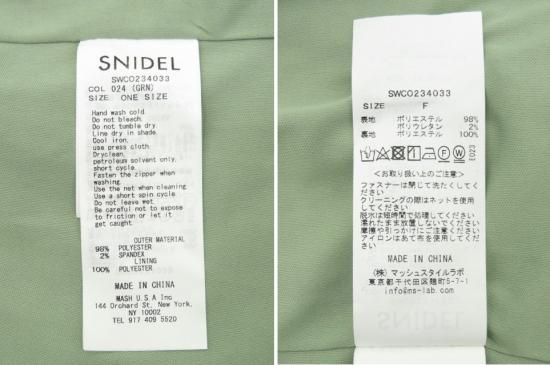 SNIDEL
SWCO234033
COL 024 (GRN)
SIZE ONE SIZE
Hand wash cold.
Do not bleach.
Do not tumble dry.
Line dry in shade.
Cool iron,
use press cloth.
Dryclean,
petroleum solvent only,
short cycle.
Fasten the zipper when
washing.
Use the net when cleaning
Use a short spin cycle.
Do not leave wet.
Be careful not to expose
to friction or let it
get caught.
OUTER MATERIAL
98% POLYESTER
2% SPANDEX
LINING
100% POLYESTER
MADE IN CHINA
MASH U.S.A Inc
144 Orchard St. New York,
NY 10002
TEL 917 409 5520
SWCO234033
SIZE F
表地 ポリエステル 98%
ポリウレタン 2%
裏地 ポリエステル 100%
E023
<お取り扱い上のご注意>
ファスナーは閉じて洗たくしてく
ださい
クリーニングの際はネットを使用
してください
脱水は短時間で処理してください
濡れたまま放置しないでください
摩擦や引っかけにご注意ください
アイロンはあて布を使用してくだ
さい
MADE IN CHINA
(株) マッシュスタイルラボ
東京都千代田区麹町5-7-1
info@ms-lab.com
SNIDEL